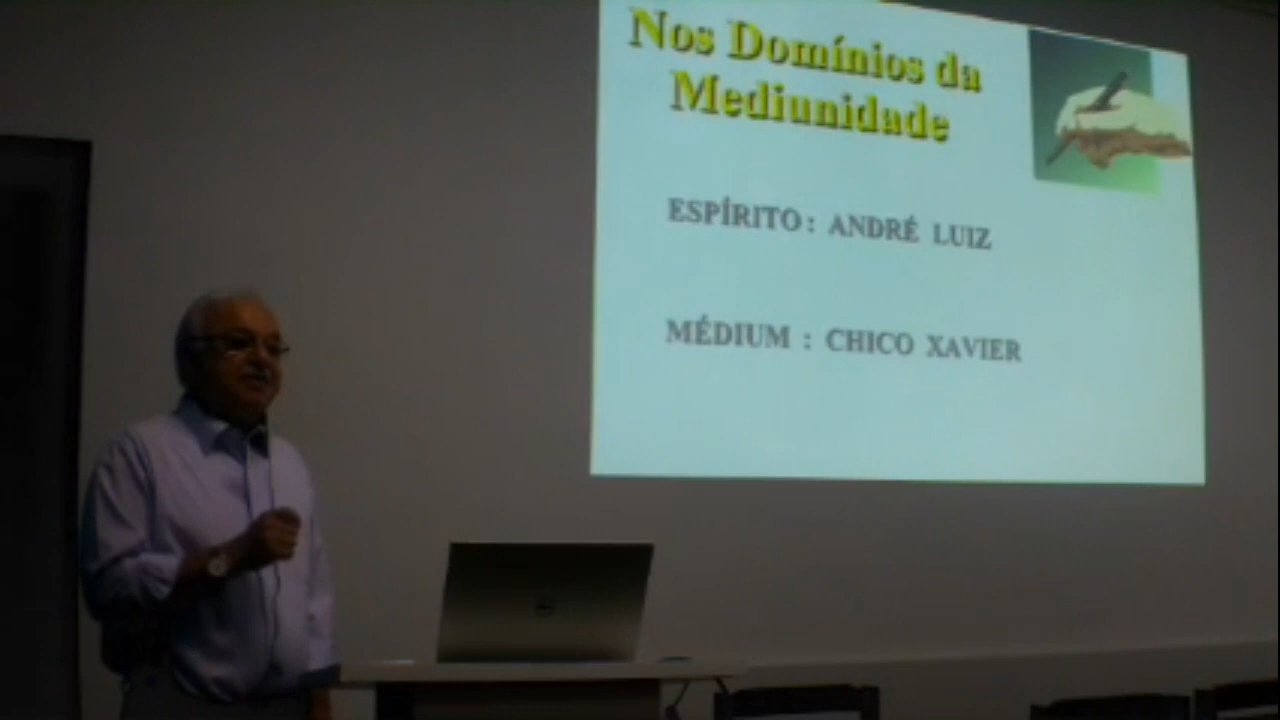 Nos Domínios da
Mediunidade
ESPÍRITO : ANDRÉ LUIZ
MÉDIUM : CHICO XAVIER